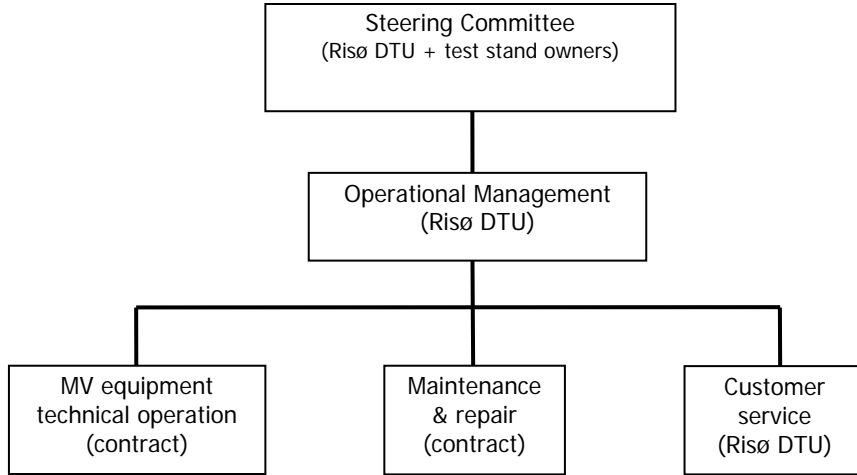 Steering Committee
(Risø DTU + test stand owners)
Operational Management
(Risø DTU)
MV equipment
technical operation
(contract)
Maintenance
& repair
(contract)
Customer
service
(Risø DTU)